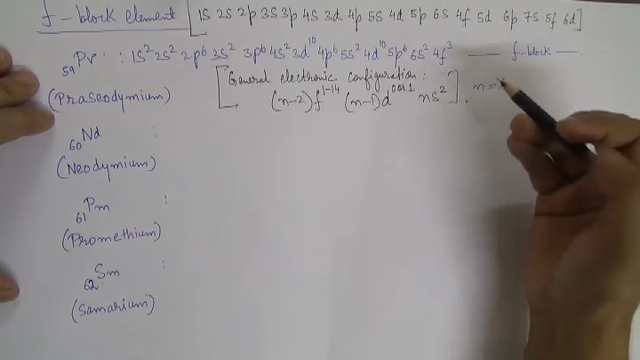 f-block element [1S 2S 2p 3S 3p 4S 3d 4p 5S 4d 5p 6S 4f 5d 6p 7S 5f 6d]
₅₉Pr : 1S² 2S² 2p⁶ 3S² 3p⁶ 4S² 3d¹⁰ 4p⁶ 5S² 4d¹⁰ 5p⁶ 6S² 4f³ —— f-block ——
(Praseodymium)
[General electronic configuration :
(n-2)f¹⁻¹⁴ (n-1)d⁰ ᵒʳ ¹ nS²]. n =
₆₀Nd :
(Neodymium)
₆₁Pm :
(Promethium)
₆₂Sm :
(Samarium)